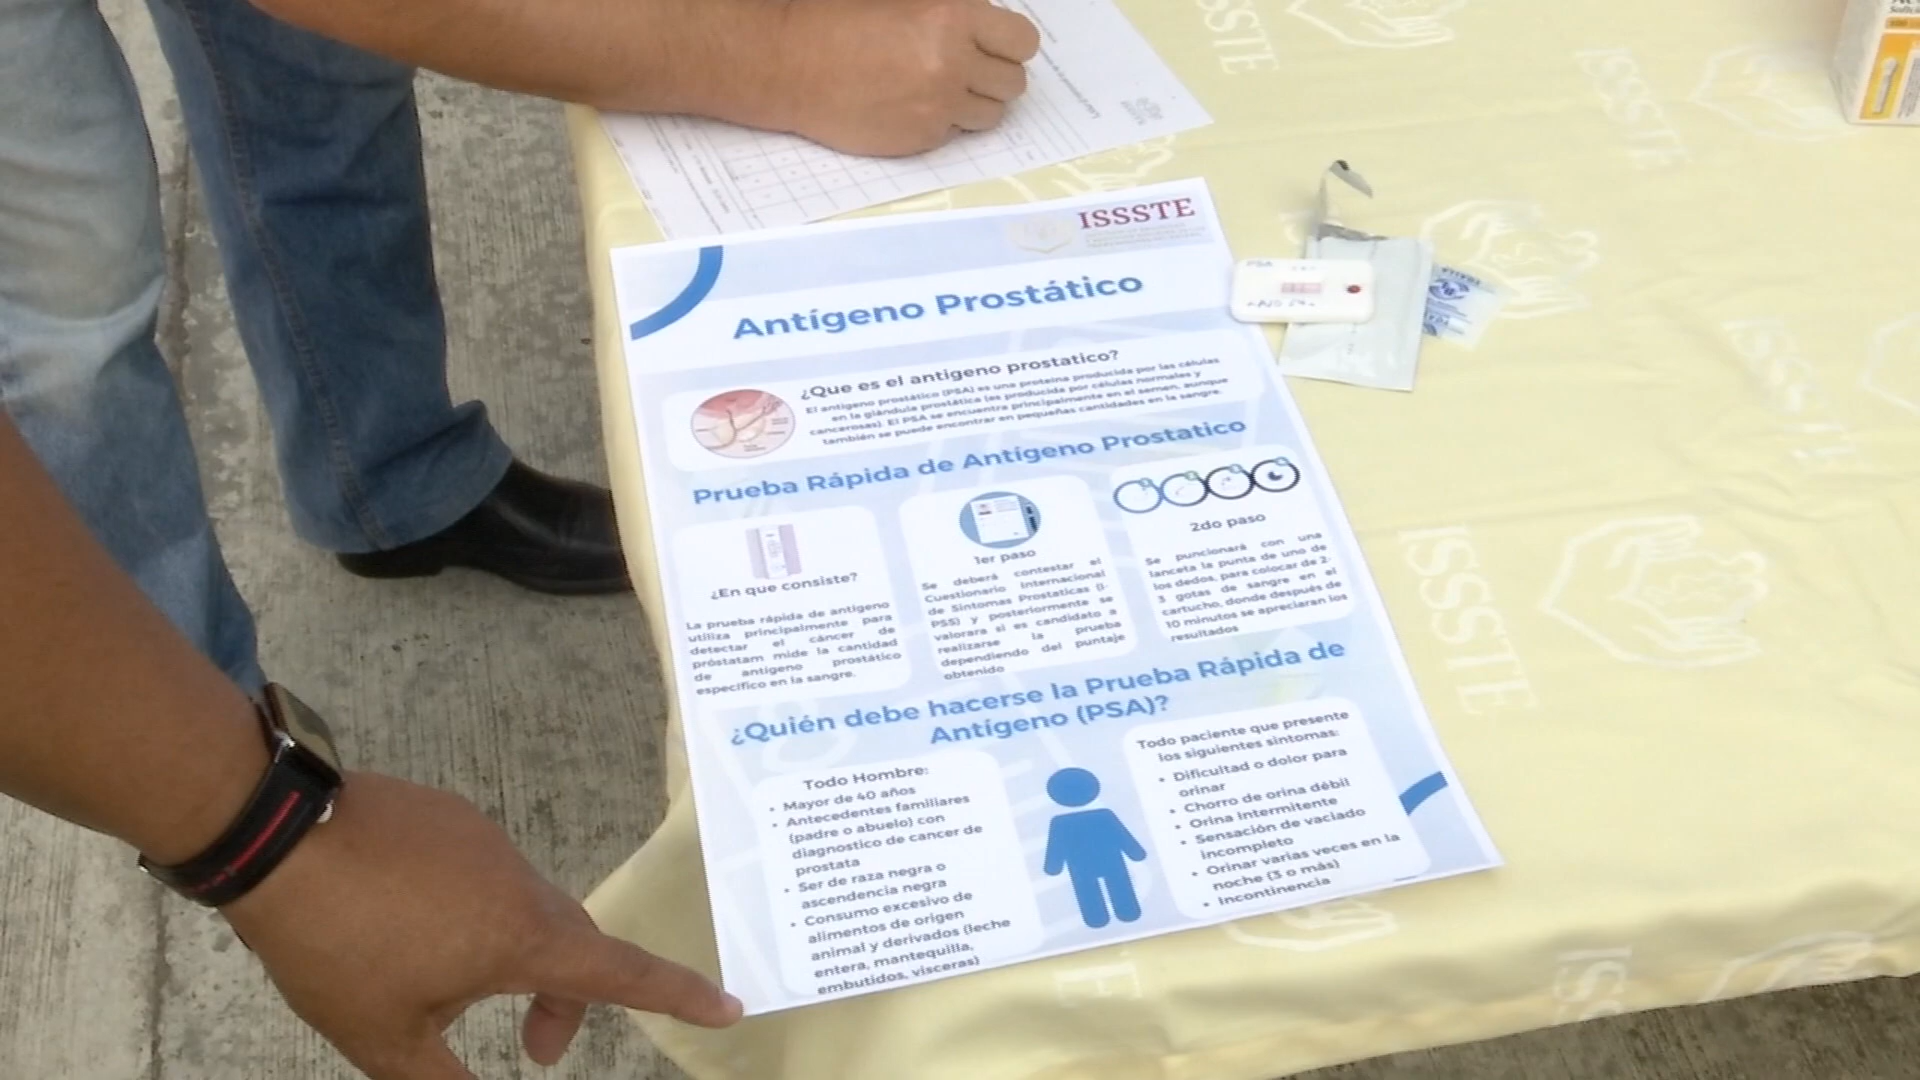 ISSSTE
Antígeno Prostático
¿Que es el antígeno prostatico?
El antígeno prostático (PSA) es una proteína producida por las células
en la glándula prostática (es producida por células normales y
cancerosas). El PSA se encuentra principalmente en el semen, aunque
también se puede encontrar en pequeñas cantidades en la sangre.
Prueba Rápida de Antígeno Prostatico
¿En que consiste?
La prueba rápida de antígeno
utiliza principalmente para
detectar el cáncer de
próstatam mide la cantidad
de antígeno prostático
específico en la sangre.
1er paso
Se deberá contestar el
Cuestionario Internacional
de Sintomas Prostaticas (I-
PSS) y posteriormente se
valorara si es candidato a
realizarse la prueba
dependiendo del puntaje
obtenido
2do paso
Se puncionará con una
lanceta la punta de uno de
los dedos, para colocar de 2-
3 gotas de sangre en el
cartucho, donde después de
10 minutos se apreciaran los
resultados
¿Quién debe hacerse la Prueba Rápida de
Antígeno (PSA)?
Todo Hombre:
• Mayor de 40 años
• Antecedentes familiares
(padre o abuelo) con
diagnostico de cancer de
prostata
• Ser de raza negra o
ascendencia negra
• Consumo excesivo de
alimentos de origen
animal y derivados (leche
entera, mantequilla,
embutidos, visceras)
Todo paciente que presente
los siguientes sintomas:
• Dificultad o dolor para
orinar
• Chorro de orina débil
• Orina Intermitente
• Sensación de vaciado
incompleto
• Orinar varias veces en la
noche (3 o más)
• Incontinencia
PSA
ISSSTE
ISSSTE
ISSSTE